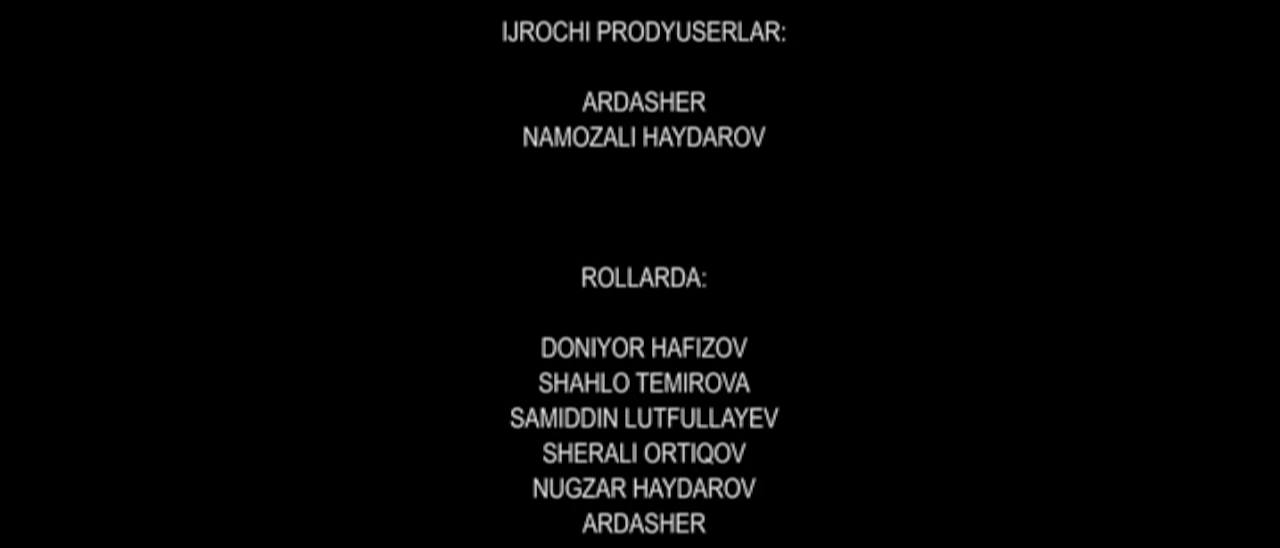 IJROCHI PRODYUSERLAR:
ARDASHER
NAMOZALI HAYDAROV
ROLLARDA:
DONIYOR HAFIZOV
SHAHLO TEMIROVA
SAMIDDIN LUTFULLAYEV
SHERALI ORTIQOV
NUGZAR HAYDAROV
ARDASHER